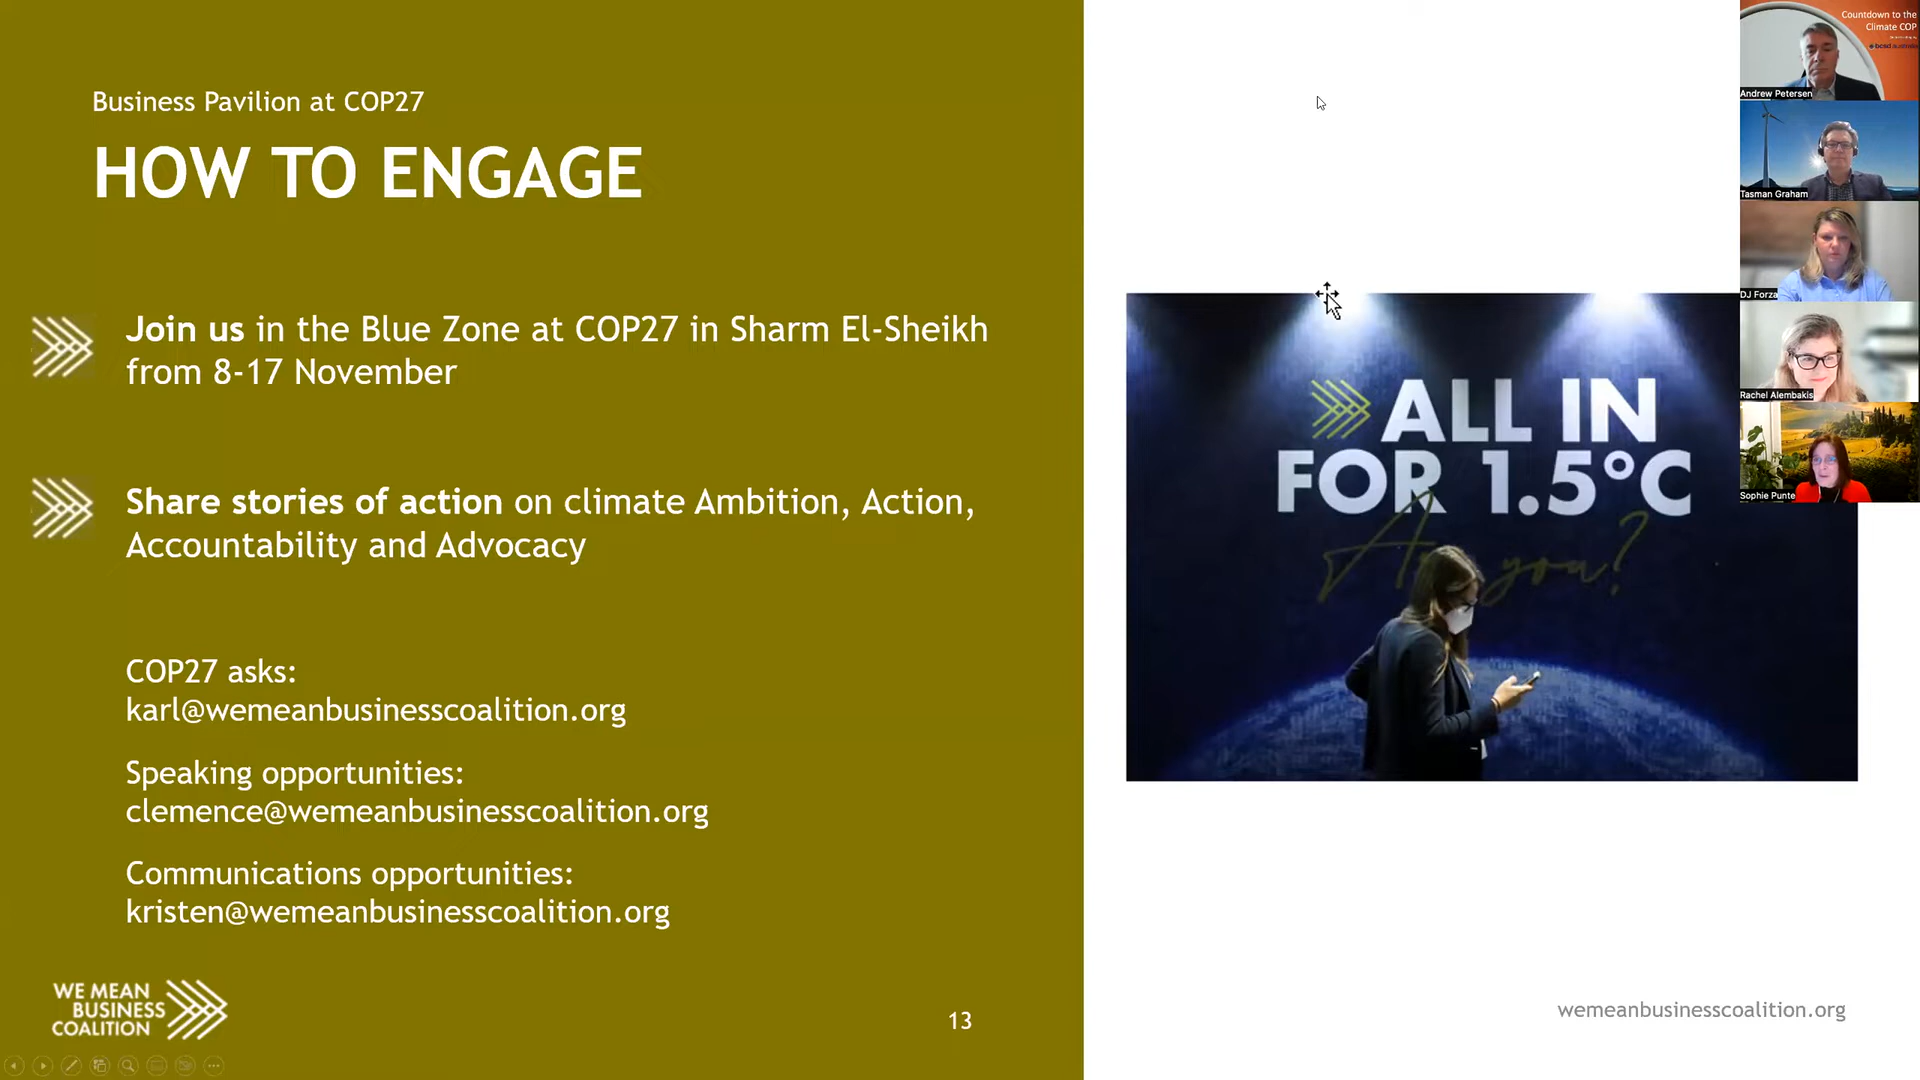 Business Pavilion at COP27
HOW TO ENGAGE
Join us in the Blue Zone at COP27 in Sharm El-Sheikh
from 8-17 November
Share stories of action on climate Ambition, Action,
Accountability and Advocacy
COP27 asks:
karl@wemeanbusinesscoalition.org
Speaking opportunities:
clemence@wemeanbusinesscoalition.org
Communications opportunities:
kristen@wemeanbusinesscoalition.org
WE MEAN
BUSINESS
COALITION
13
ALL IN
FOR 1.5°C
Are you?
wemeanbusinesscoalition.org
Countdown to the
Climate COP
bcsd australia
Andrew Petersen
Tasman Graham
DJ Forza
Rachel Alembakis
Sophie Punte